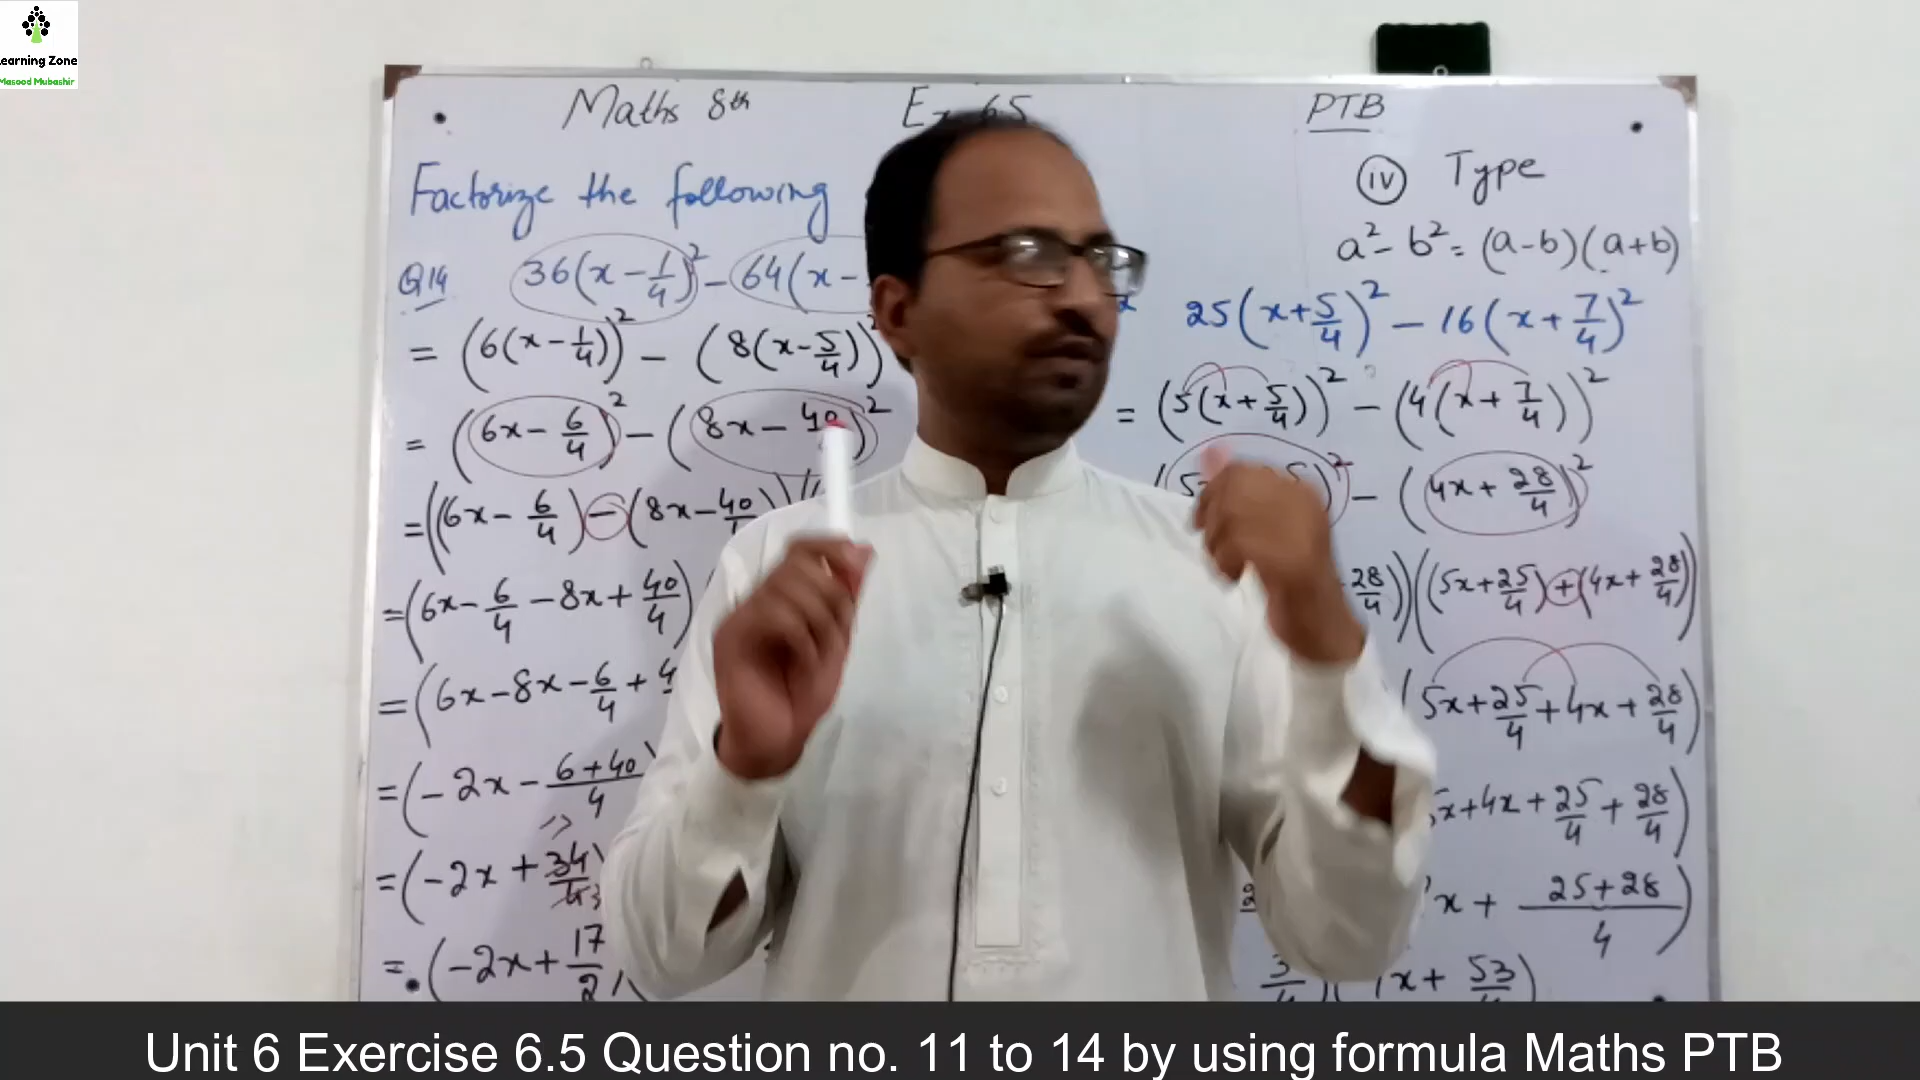 Learning Zone
Masood Mubashir
Maths 8th Ex 6.5 PTB
Factorize the following
iv Type
a² - b² = (a-b)(a+b)
Q14 36(x - 1/4)² - 64(x -
= (6(x - 1/4))² - (8(x - 5/4))²
= (6x - 6/4)² - (8x - 40
)²
= ((6x - 6/4) - (8x - 40/4)
= (6x - 6/4 - 8x + 40/4)
= (6x - 8x - 6/4 + 4
= (-2x - 6+40/4)
= (-2x + 34/4
= (-2x + 17/2)
25(x + 5/4)² - 16(x + 7/4)²
= (5(x + 5/4))² - (4(x + 7/4))²
)² - (4x + 28/4)²
28/4))((5x + 25/4) + (4x + 28/4))
(5x + 25/4 + 4x + 28/4)
x + 4x + 25/4 + 28/4)
x + 25+28/4)
x + 53
Unit 6 Exercise 6.5 Question no. 11 to 14 by using formula Maths PTB